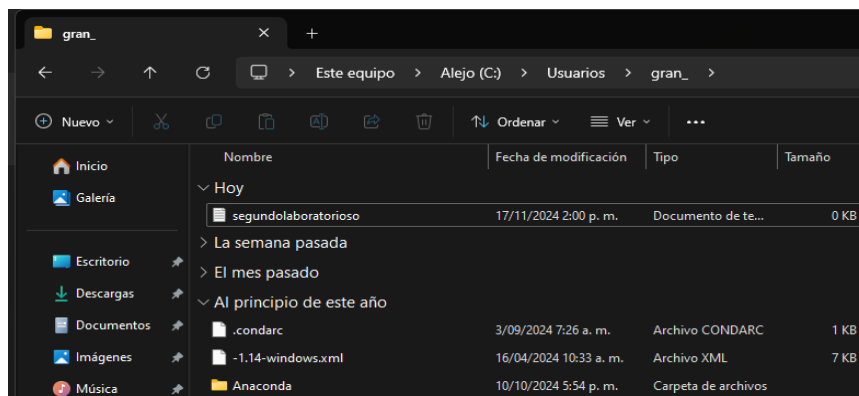 gran_
Este equipo > Alejo (C:) > Usuarios > gran_ >
Nuevo Ordenar Ver ...
Inicio
Galería
Escritorio
Descargas
Documentos
Imágenes
Música
Nombre Fecha de modificación Tipo Tamaño
Hoy
segundolaboratorioso 17/11/2024 2:00 p. m. Documento de te... 0 KB
La semana pasada
El mes pasado
Al principio de este año
.condarc 3/09/2024 7:26 a. m. Archivo CONDARC 1 KB
-1.14-windows.xml 16/04/2024 10:33 a. m. Archivo XML 7 KB
Anaconda 10/10/2024 5:54 p. m. Carpeta de archivos